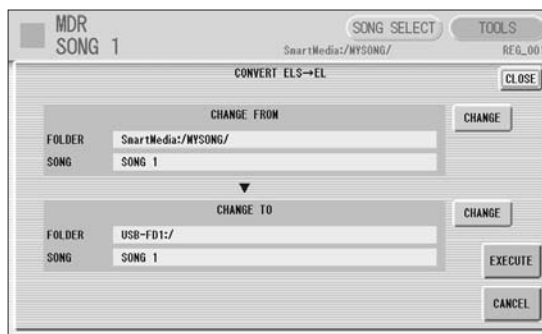 MDR SONG SELECT TOOLS
SONG 1 SmartMedia:/MYSONG/ REG_00
CONVERT ELS→EL CLOSE
CHANGE FROM CHANGE
FOLDER SmartMedia:/MYSONG/
SONG SONG 1
▼
CHANGE TO CHANGE
FOLDER USB-FD1:/
SONG SONG 1
EXECUTE
CANCEL